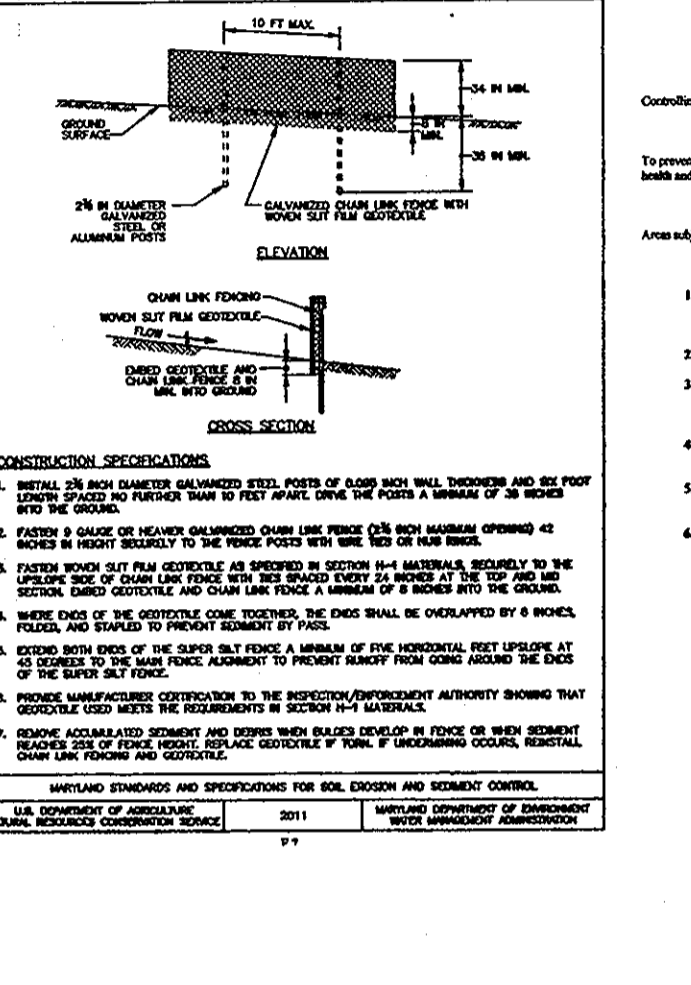 10 FT MAX.
34 IN MIN.
GROUND
SURFACE
8 IN
MIN.
36 IN MIN.
2⅜ IN DIAMETER
GALVANIZED
STEEL OR
ALUMINUM POSTS
GALVANIZED CHAIN LINK FENCE WITH
WOVEN SLIT FILM GEOTEXTILE
ELEVATION
CHAIN LINK FENCING
WOVEN SLIT FILM GEOTEXTILE
FLOW
EMBED GEOTEXTILE AND
CHAIN LINK FENCE 8 IN
MIN. INTO GROUND
CROSS SECTION
CONSTRUCTION SPECIFICATIONS
INSTALL 2⅜ INCH DIAMETER GALVANIZED STEEL POSTS OF 0.095 INCH WALL THICKNESS AND SIX FOOT
LENGTH SPACED NO FURTHER THAN 10 FEET APART. DRIVE THE POSTS A MINIMUM OF 36 INCHES
INTO THE GROUND.
2. FASTEN 9 GAUGE OR HEAVIER GALVANIZED CHAIN LINK FENCE (2⅜ INCH MAXIMUM OPENING) 42
INCHES IN HEIGHT SECURELY TO THE FENCE POSTS WITH WIRE TIES OR HUG RINGS.
3. FASTEN WOVEN SLIT FILM GEOTEXTILE AS SPECIFIED IN SECTION H-1 MATERIALS, SECURELY TO THE
UPSLOPE SIDE OF CHAIN LINK FENCE WITH TIES SPACED EVERY 24 INCHES AT THE TOP AND MID
SECTION. EMBED GEOTEXTILE AND CHAIN LINK FENCE A MINIMUM OF 8 INCHES INTO THE GROUND.
WHERE ENDS OF THE GEOTEXTILE COME TOGETHER, THE ENDS SHALL BE OVERLAPPED BY 6 INCHES,
FOLDED, AND STAPLED TO PREVENT SEDIMENT BY PASS.
EXTEND BOTH ENDS OF THE SUPER SILT FENCE A MINIMUM OF FIVE HORIZONTAL FEET UPSLOPE AT
45 DEGREES TO THE MAIN FENCE ALIGNMENT TO PREVENT RUNOFF FROM GOING AROUND THE ENDS
OF THE SUPER SILT FENCE.
PROVIDE MANUFACTURER CERTIFICATION TO THE INSPECTION/ENFORCEMENT AUTHORITY SHOWING THAT
GEOTEXTILE USED MEETS THE REQUIREMENTS IN SECTION H-1 MATERIALS.
7. REMOVE ACCUMULATED SEDIMENT AND DEBRIS WHEN BULGES DEVELOP IN FENCE OR WHEN SEDIMENT
REACHES 25% OF FENCE HEIGHT. REPLACE GEOTEXTILE IF TORN. IF UNDERMINING OCCURS, REINSTALL
CHAIN LINK FENCING AND GEOTEXTILE.
MARYLAND STANDARDS AND SPECIFICATIONS FOR SOIL EROSION AND SEDIMENT CONTROL
U.S. DEPARTMENT OF AGRICULTURE
URAL RESOURCES CONSERVATION SERVICE
2011
MARYLAND DEPARTMENT OF ENVIRONMENT
WATER MANAGEMENT ADMINISTRATION
Controllin
To preven
health and
Areas subj
1
2
3
4
5
6